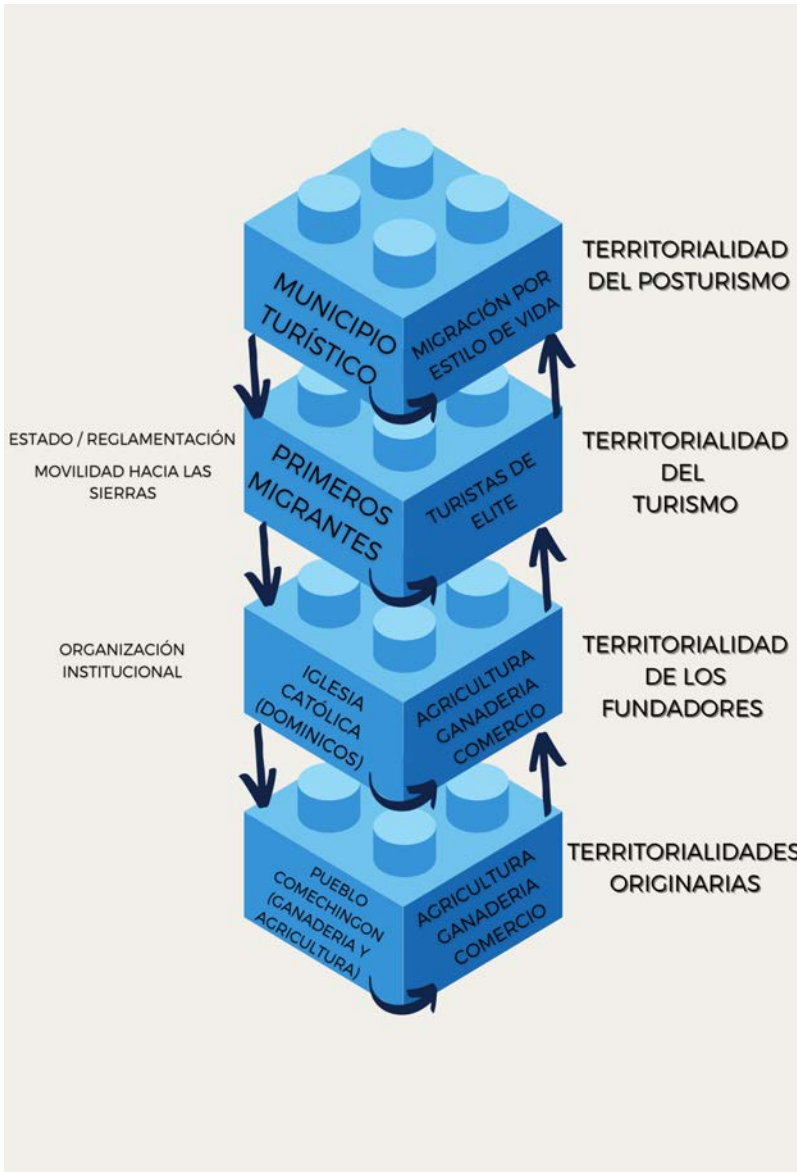 MUNICIPIO
TURÍSTICO
MIGRACIÓN POR
ESTILO DE VIDA
TERRITORIALIDAD
DEL POSTURISMO
ESTADO / REGLAMENTACIÓN
MOVILIDAD HACIA LAS
SIERRAS
PRIMEROS
MIGRANTES
TURISTAS DE
ELITE
TERRITORIALIDAD
DEL
TURISMO
ORGANIZACIÓN
INSTITUCIONAL
IGLESIA
CATÓLICA
(DOMINICOS)
AGRICULTURA
GANADERIA
COMERCIO
TERRITORIALIDAD
DE LOS
FUNDADORES
PUEBLO
COMECHINGON
(GANADERIA Y
AGRICULTURA)
AGRICULTURA
GANADERIA
COMERCIO
TERRITORIALIDADES
ORIGINARIAS